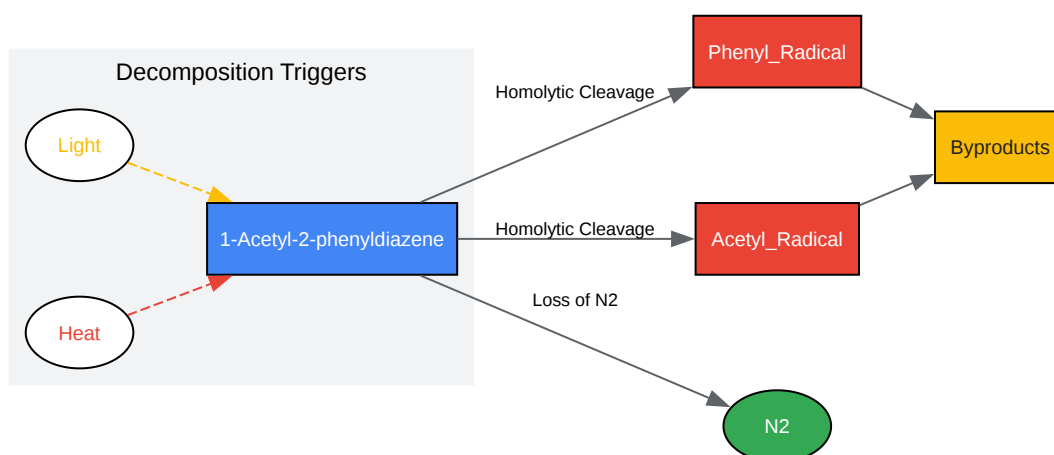 Decomposition Triggers
Light
Heat
1-Acetyl-2-phenyldiazene
Homolytic Cleavage
Homolytic Cleavage
Loss of N2
Phenyl_Radical
Acetyl_Radical
N2
Byproducts